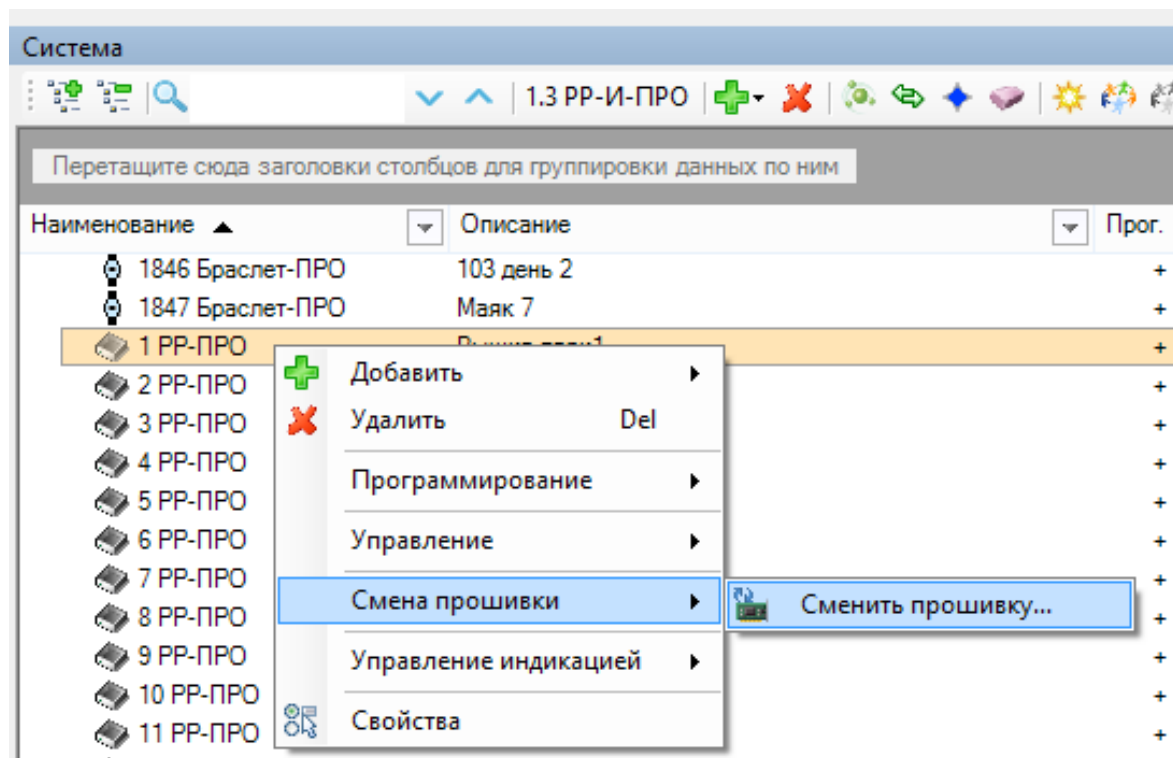 Система
1.3 РР-И-ПРО
Перетащите сюда заголовки столбцов для группировки данных по ним
Наименование Описание Прог.
1846 Браслет-ПРО 103 день 2 +
1847 Браслет-ПРО Маяк 7 +
1 РР-ПРО +
Добавить
2 РР-ПРО +
Удалить Del
3 РР-ПРО +
4 РР-ПРО +
Программирование
5 РР-ПРО +
6 РР-ПРО +
Управление
7 РР-ПРО +
Смена прошивки Сменить прошивку...
8 РР-ПРО +
9 РР-ПРО +
Управление индикацией
10 РР-ПРО +
Свойства
11 РР-ПРО +